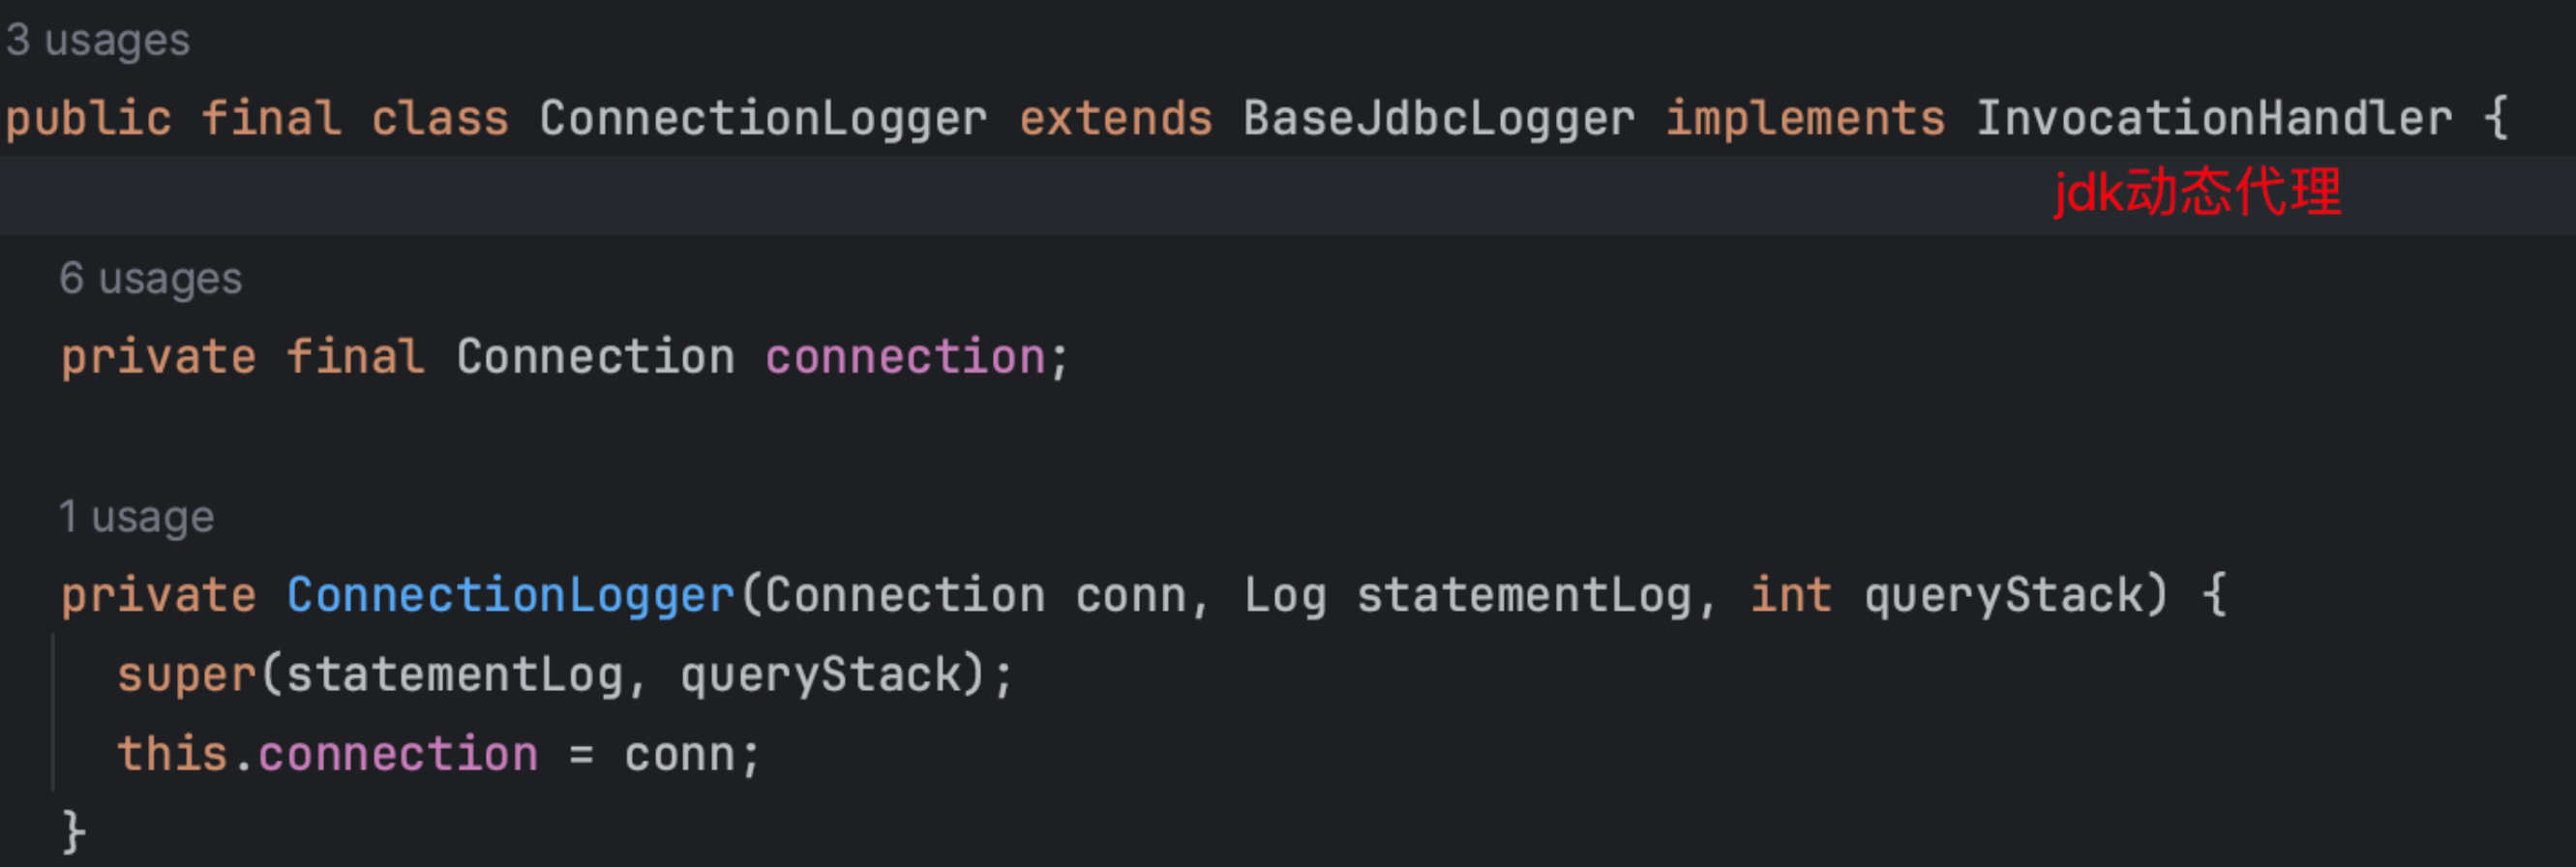 3 usages
public final class ConnectionLogger extends BaseJdbcLogger implements InvocationHandler {
jdk动态代理
6 usages
private final Connection connection;
1 usage
private ConnectionLogger(Connection conn, Log statementLog, int queryStack) {
super(statementLog, queryStack);
this.connection = conn;
}